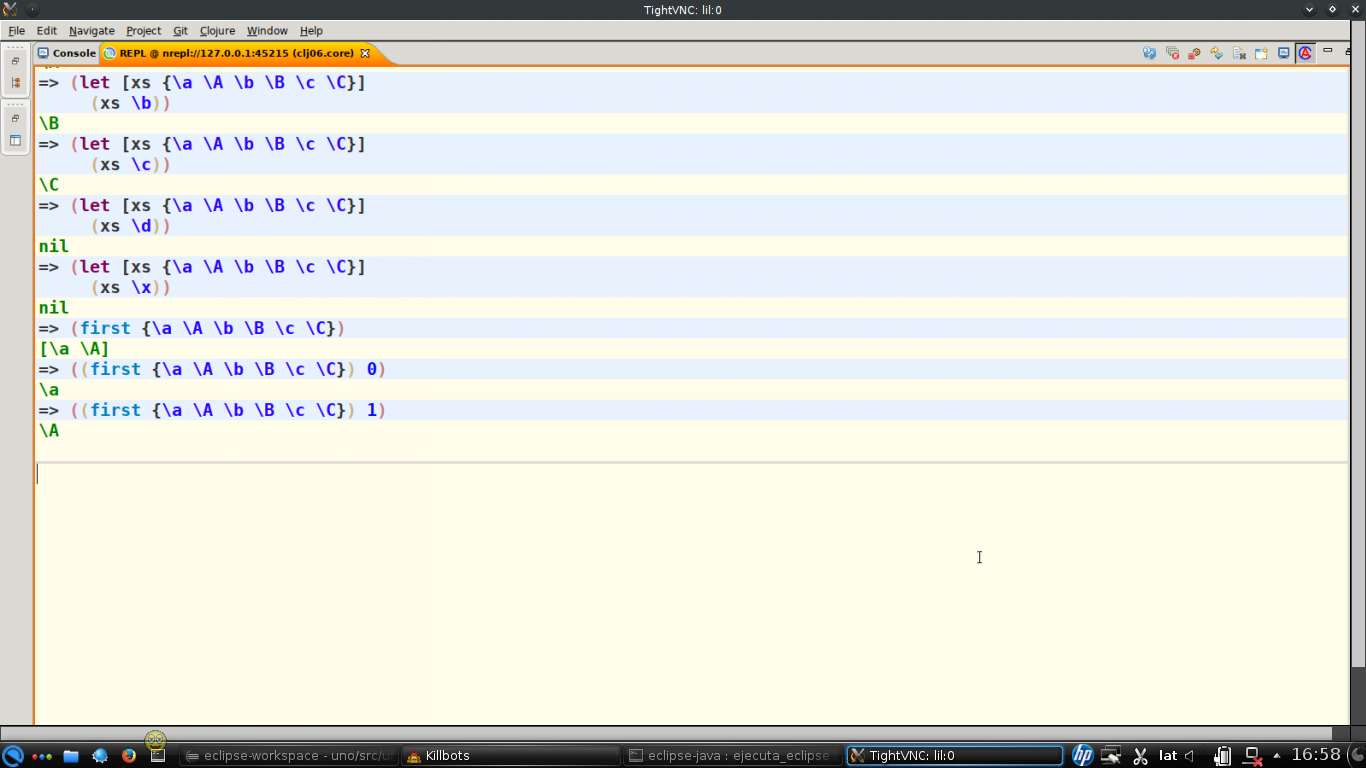 TightVNC: lil:0
File Edit Navigate Project Git Clojure Window Help
Console REPL @ nrepl://127.0.0.1:45215 (clj06.core)
=> (let [xs {\a \A \b \B \c \C}]
(xs \b))
\B
=> (let [xs {\a \A \b \B \c \C}]
(xs \c))
\C
=> (let [xs {\a \A \b \B \c \C}]
(xs \d))
nil
=> (let [xs {\a \A \b \B \c \C}]
(xs \x))
nil
=> (first {\a \A \b \B \c \C})
[\a \A]
=> ((first {\a \A \b \B \c \C}) 0)
\a
=> ((first {\a \A \b \B \c \C}) 1)
\A
eclipse-workspace - uno/src/ Killbots eclipse-java : ejecuta_eclipse TightVNC: lil:0 hp lat 16:58